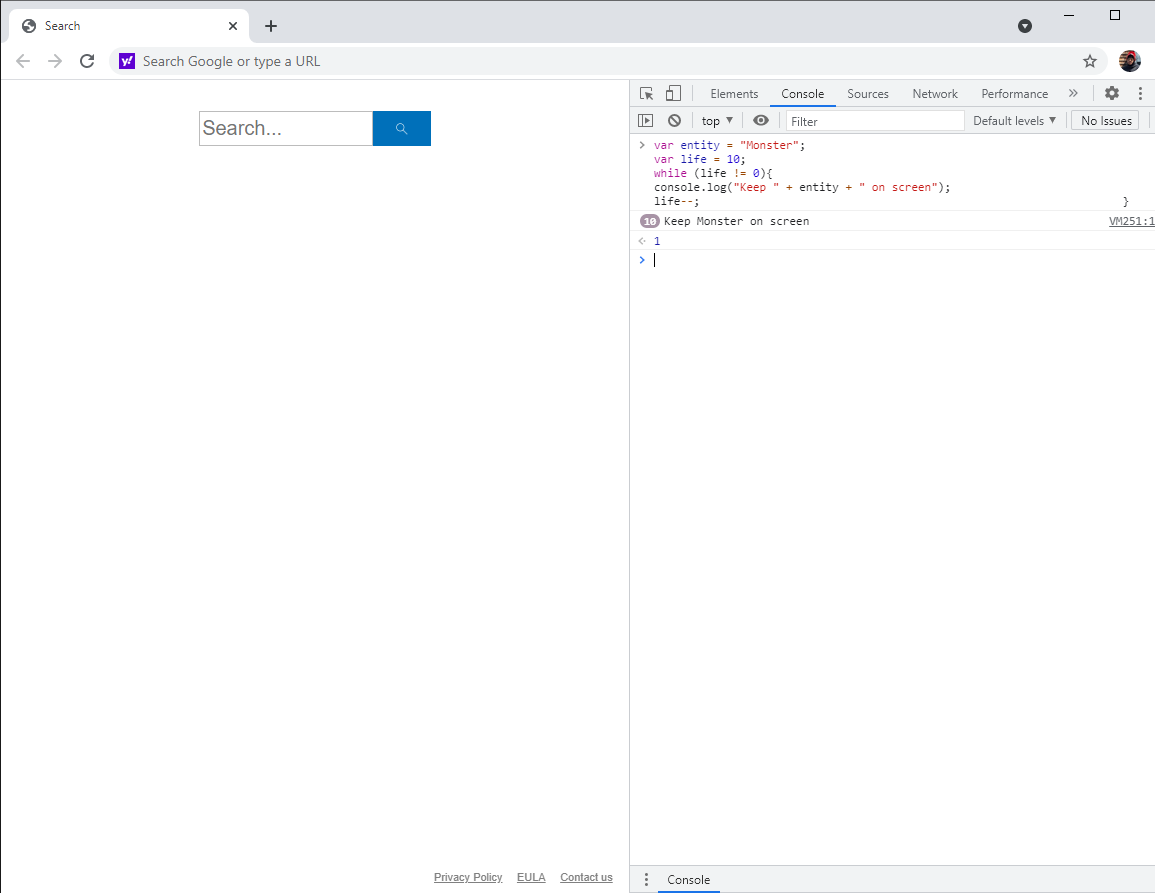 Search
y!
Search Google or type a URL
Search...
Elements Console Sources Network Performance »
top Filter Default levels No Issues
var entity = "Monster";
var life = 10;
while (life != 0){
console.log("Keep " + entity + " on screen");
life--; }
10 Keep Monster on screen VM251:1
1
Privacy Policy EULA Contact us
Console